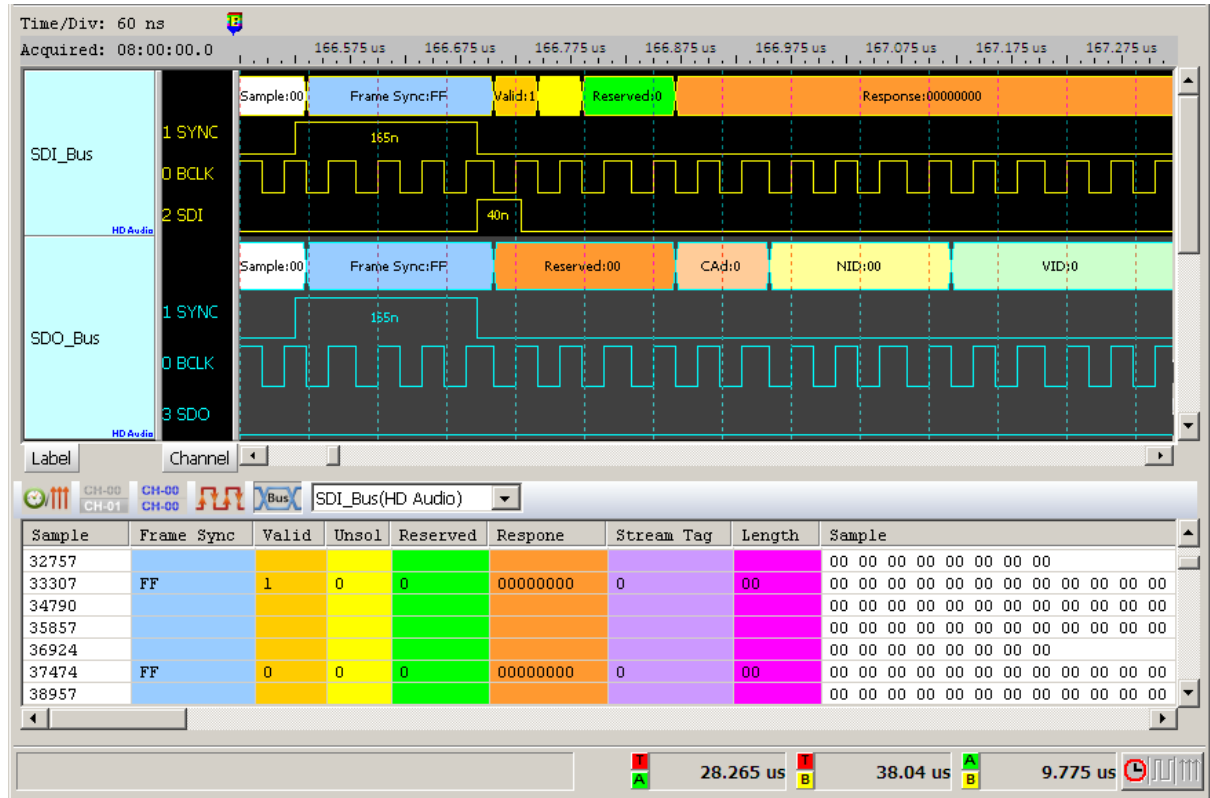 Time/Div: 60 ns
B
Acquired: 08:00:00.0 166.575 us 166.675 us 166.775 us 166.875 us 166.975 us 167.075 us 167.175 us 167.275 us
Sample:00 Frame Sync:FF Valid:1 Reserved:0 Response:00000000
1 SYNC 165n
SDI_Bus
0 BCLK
2 SDI 40n
HD Audio
Sample:00 Frame Sync:FF Reserved:00 CAd:0 NID:00 VID:0
1 SYNC 165n
SDO_Bus
0 BCLK
3 SDO
HD Audio
Label Channel
CH-00 CH-00
CH-01 CH-00
Bus SDI_Bus(HD Audio)
Sample Frame Sync Valid Unsol Reserved Respone Stream Tag Length Sample
32757 00 00 00 00 00 00 00 00
33307 FF 1 0 0 00000000 0 00 00 00 00 00 00 00 00 00 00 00 00 00
34790 00 00 00 00 00 00 00 00 00 00 00 00
35857 00 00 00 00 00 00 00 00 00 00 00 00
36924 00 00 00 00 00 00 00 00
37474 FF 0 0 0 00000000 0 00 00 00 00 00 00 00 00 00 00 00 00 00
38957 00 00 00 00 00 00 00 00 00 00 00 00
T A 28.265 us T B 38.04 us A B 9.775 us